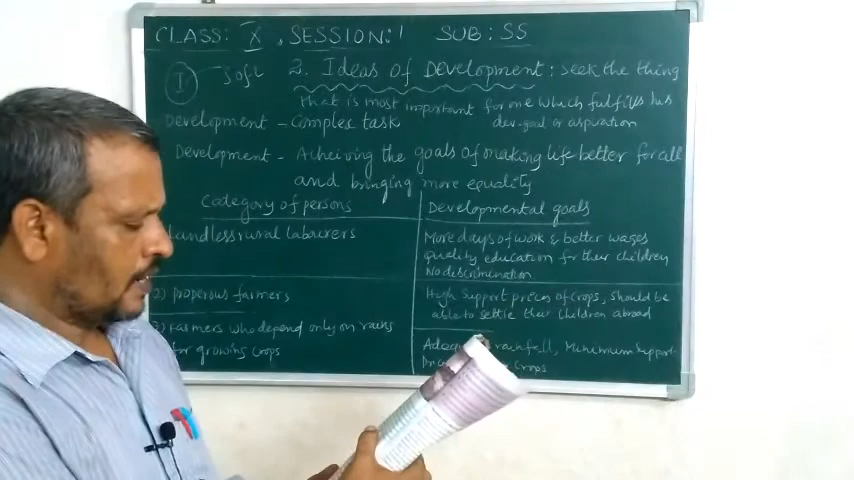 CLASS: X , SESSION: 1 SUB: SS
I Soft 2. Ideas of Development: seek the thing
that is most important for one which fulfills his
Development - Complex task dev. goal or aspiration
Development - Acheiving the goals of making life better for all
and bringing more equality
Category of persons Developmental goals
Landless rural labourers More days of work & better wages
quality education for their children
No discrimination
2) Properous farmers High Support prices of crops, should be
able to settle their children abroad
3) Farmers who depend only on rains
for growing crops rainfall, Minimum Support
Crops